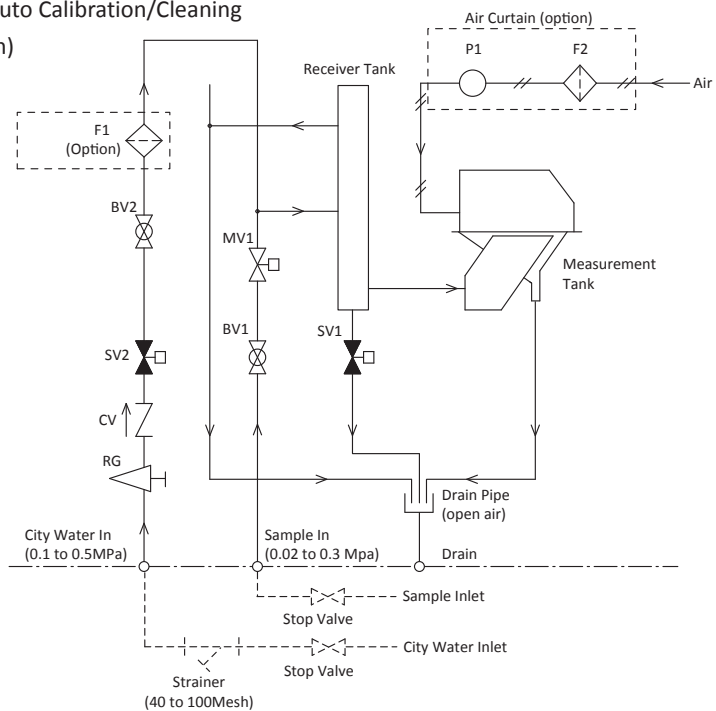 uto Calibration/Cleaning
n)
Air Curtain (option)
P1
F2
Receiver Tank
Air
F1
(Option)
BV2
MV1
Measurement
Tank
BV1
SV1
SV2
CV
RG
Drain Pipe
(open air)
City Water In
(0.1 to 0.5MPa)
Sample In
(0.02 to 0.3 Mpa)
Drain
Sample Inlet
Stop Valve
City Water Inlet
Stop Valve
Strainer
(40 to 100Mesh)